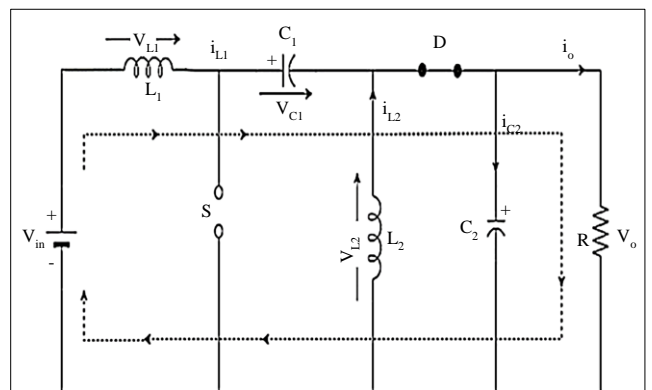 V_L1
i_L1
C_1
D
i_o
+
L_1
V_C1
i_L2
i_C2
+
V_in
-
S
V_L2
L_2
C_2
+
R
V_o